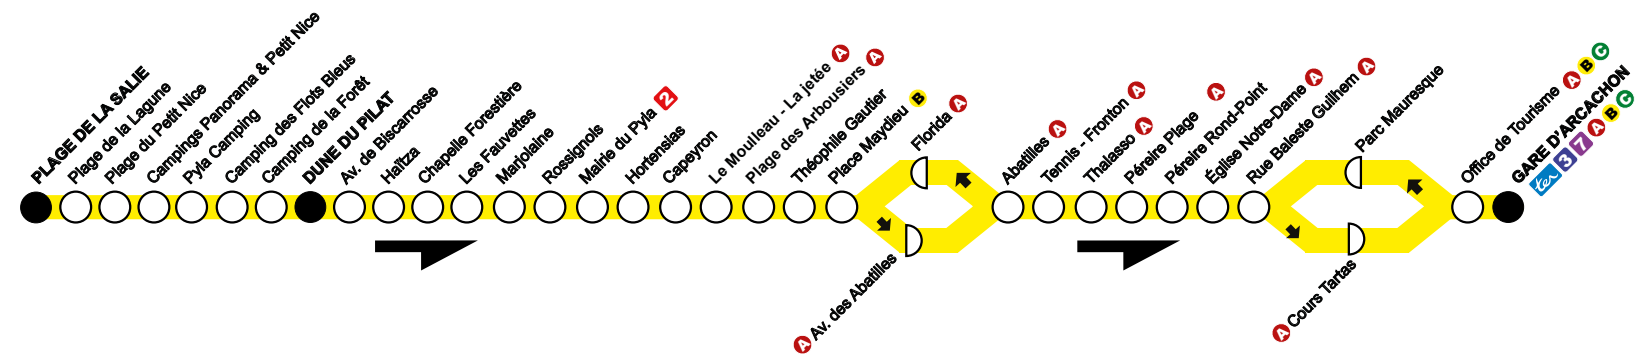 PLAGE DE LA SALIE
Plage de la Lagune
Plage du Petit Nice
Campings Panorama & Petit Nice
Pyla Camping
Camping des Flots Bleus
Camping de la Forêt
DUNE DU PILAT
Av. de Biscarrosse
Haïtza
Chapelle Forestière
Les Fauvettes
Marjolaine
Rossignols
Mairie du Pyla 2
Hortensias
Capeyron
Le Moulleau - La jetée A
Plage des Arbousiers A
Théophile Gautier
Place Maydieu B
Florida A
A Av. des Abatilles
Abatilles A
Tennis - Fronton A
Thalasso A
Péreire Plage A
Péreire Rond-Point
Église Notre-Dame A
Rue Baleste Guilhem A
Parc Mauresque
A Cours Tartas
Office de Tourisme A B C
GARE D'ARCACHON
ter 3 7 A B C